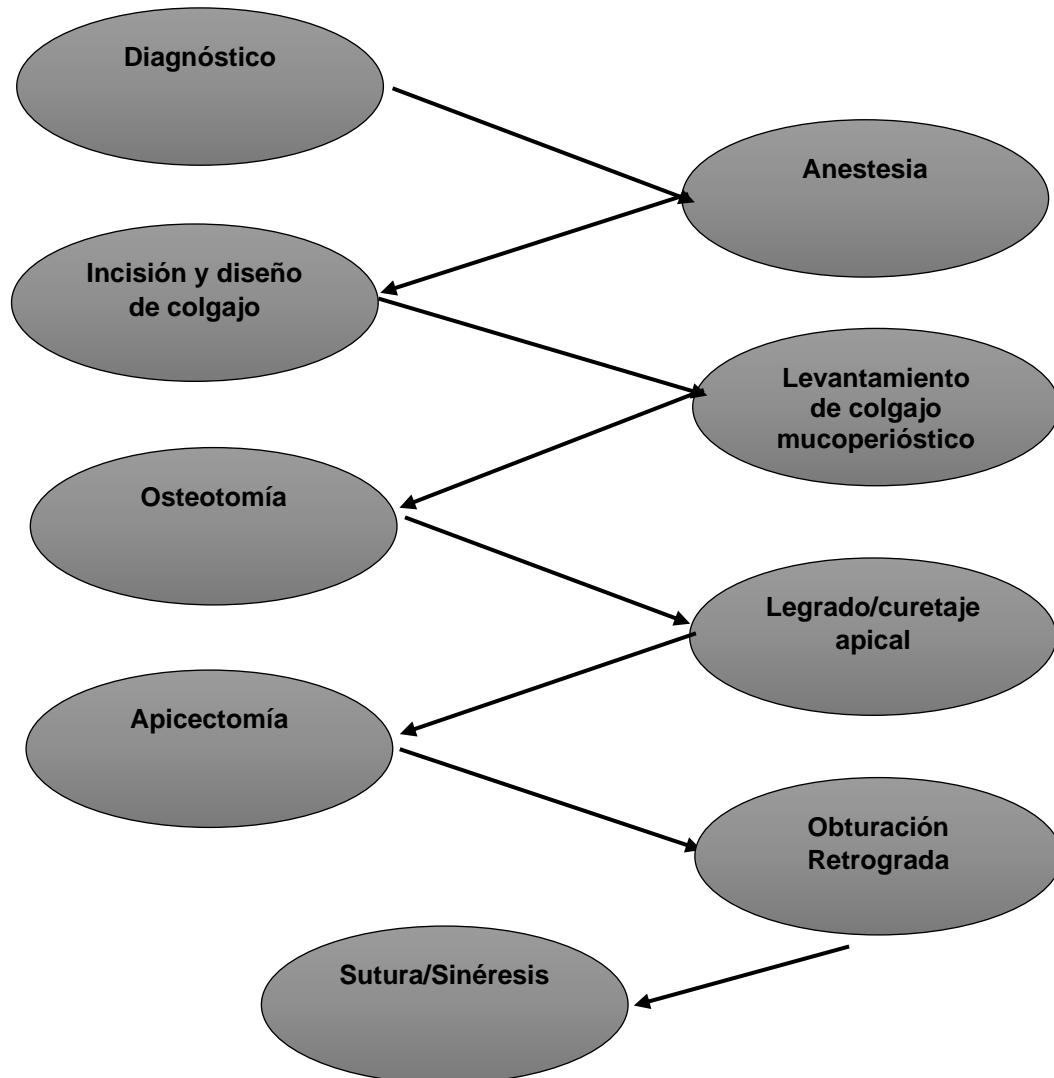 Diagnóstico
Anestesia
Incisión y diseño
de colgajo
Levantamiento
de colgajo
mucoperióstico
Osteotomía
Legrado/curetaje
apical
Apicectomía
Obturación
Retrograda
Sutura/Sinéresis